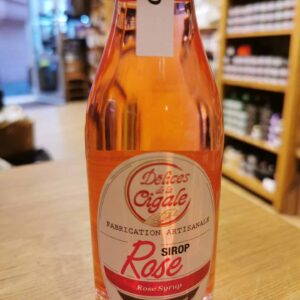 Délices
de la
Cigale
FABRICATION ARTISANALE
SIROP
Rose
Rose Syrup